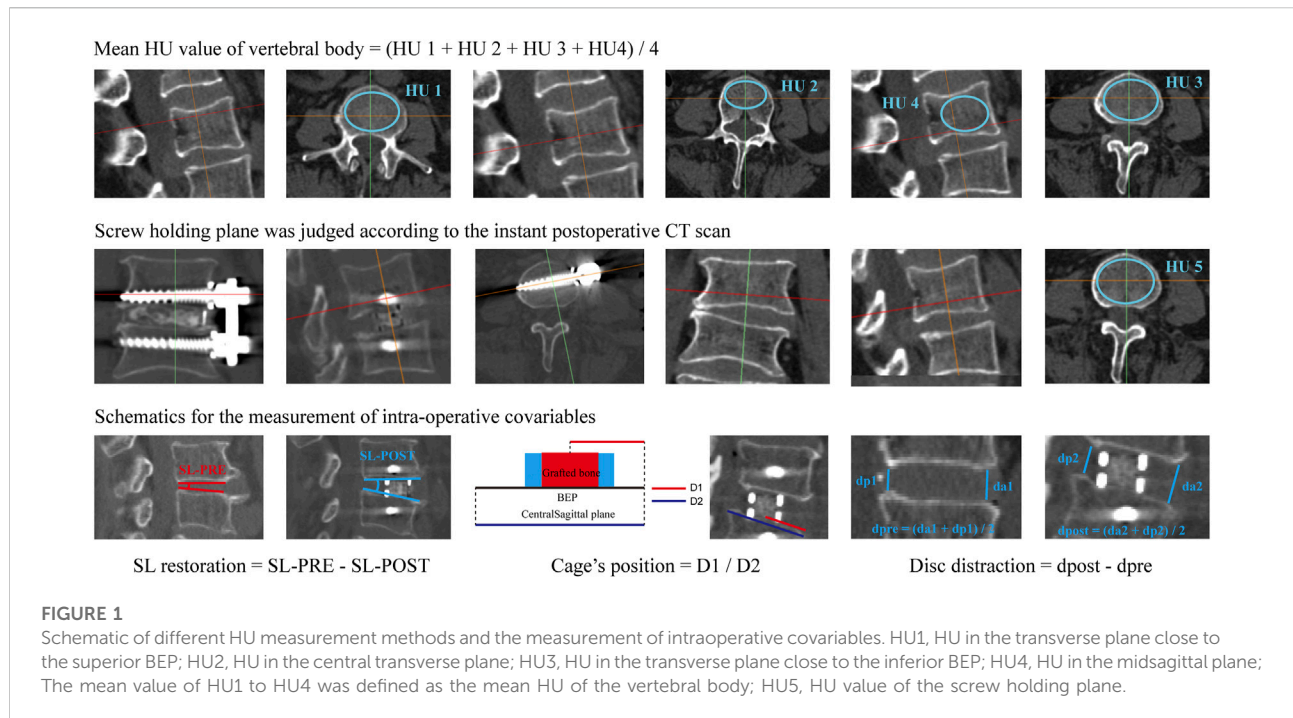 Mean HU value of vertebral body = (HU 1 + HU 2 + HU 3 + HU4) / 4
HU 1
HU 2
HU 4
HU 3
Screw holding plane was judged according to the instant postoperative CT scan
HU 5
Schematics for the measurement of intra-operative covariables
SL-PRE
SL-POST
Grafted bone
BEP
CentralSagittal plane
D1
D2
dp1
da1
dpre = (da1 + dp1) / 2
dp2
da2
dpost = (da2 + dp2) / 2
SL restoration = SL-PRE - SL-POST
Cage's position = D1 / D2
Disc distraction = dpost - dpre
FIGURE 1
Schematic of different HU measurement methods and the measurement of intraoperative covariables. HU1, HU in the transverse plane close to
the superior BEP; HU2, HU in the central transverse plane; HU3, HU in the transverse plane close to the inferior BEP; HU4, HU in the midsagittal plane;
The mean value of HU1 to HU4 was defined as the mean HU of the vertebral body; HU5, HU value of the screw holding plane.